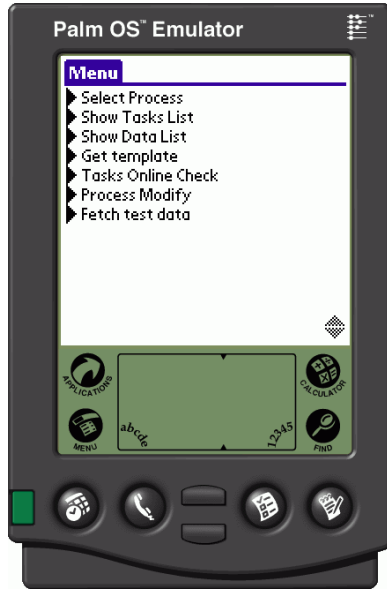 Palm OS™ Emulator
Menu
Select Process
Show Tasks List
Show Data List
Get template
Tasks Online Check
Process Modify
Fetch test data
APPLICATIONS
CALCULATOR
MENU
abcde
12345
FIND